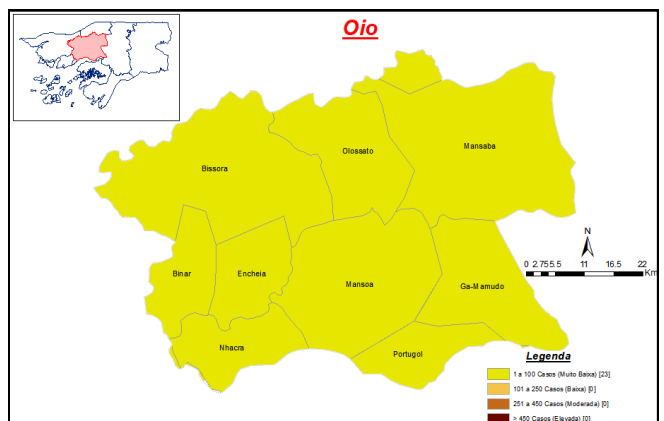 Oio
Olossato
Mansaba
Bissora
N
Binar
Encheia
0 2.75 5.5 11 16.5 22
Mansoa
Ga-Mamudo
Nhacra
Portugol
Legenda
1 a 100 Casos (Muito Baixa) [23]
101 a 250 Casos (Baixa) [0]
251 a 450 Casos (Moderada) [0]
> 450 Casos (Elevada) [0]